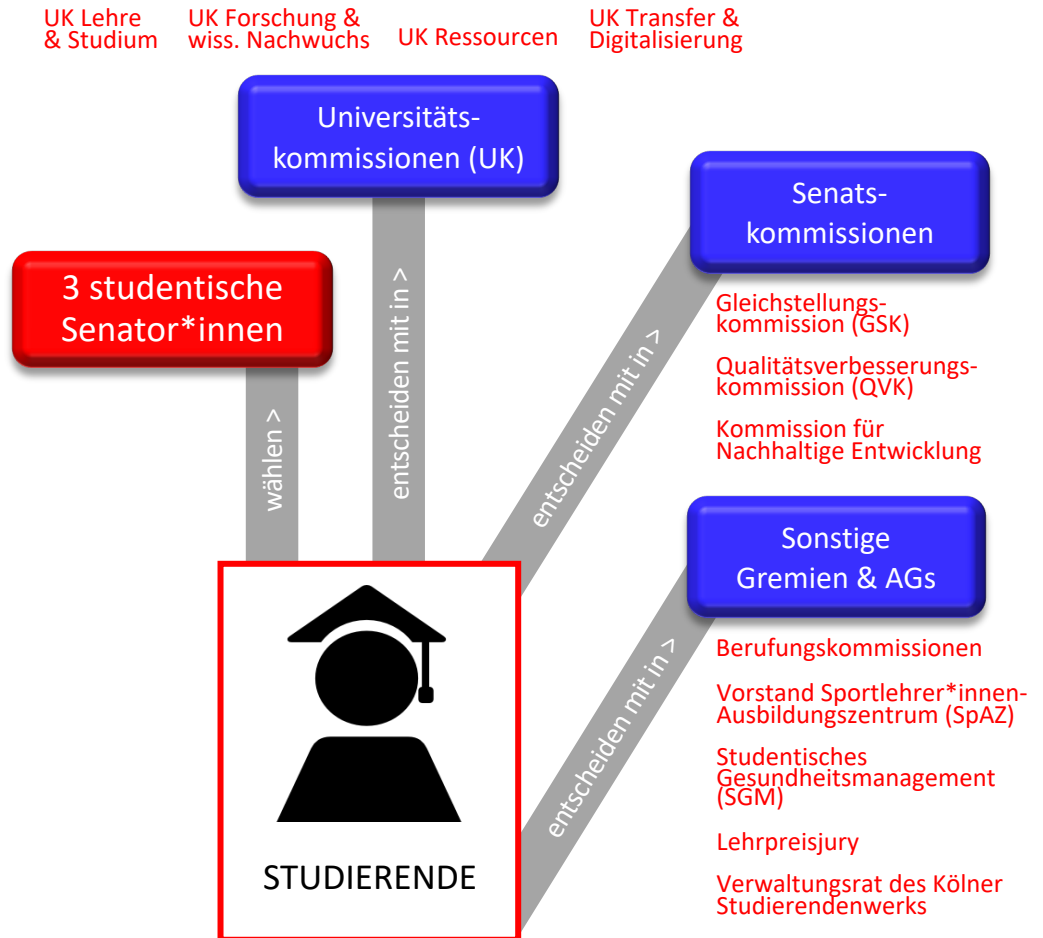 UK Lehre
& Studium
UK Forschung &
wiss. Nachwuchs
UK Ressourcen
UK Transfer &
Digitalisierung
Universitäts-
kommissionen (UK)
Senats-
kommissionen
3 studentische
Senator*innen
Gleichstellungs-
kommission (GSK)
Qualitätsverbesserungs-
kommission (QVK)
Kommission für
Nachhaltige Entwicklung
wählen >
entscheiden mit in >
entscheiden mit in >
entscheiden mit in >
Sonstige
Gremien & AGs
Berufungskommissionen
Vorstand Sportlehrer*innen-
Ausbildungszentrum (SpAZ)
Studentisches
Gesundheitsmanagement
(SGM)
Lehrpreisjury
Verwaltungsrat des Kölner
Studierendenwerks
STUDIERENDE